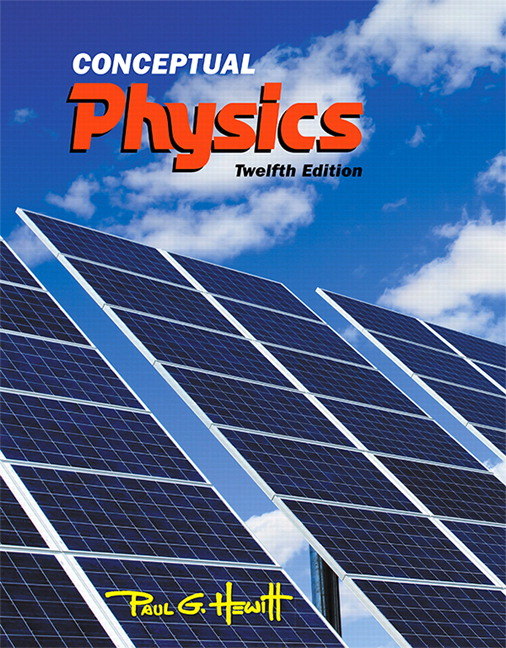 CONCEPTUAL
Physics
Twelfth Edition
PAUL G. HEWITT